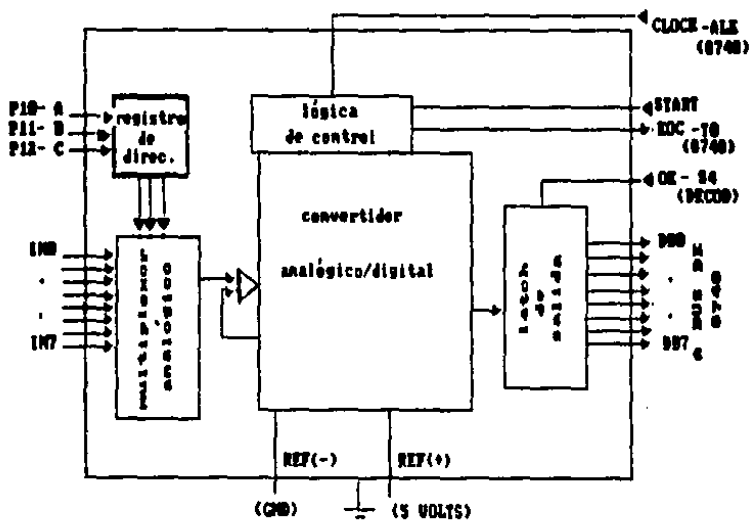 CLOCK-ALE
(8748)
P10- A
P11- B
P12- C
registro
de
direc.
lógica
de control
START
EOC -T0
(8748)
OE - S4
(DECOD)
convertidor
analógico/digital
IN0
.
.
IN7
multiplexor
analógico
latch
de
salida
DB0
.
.
DB7
BUS
8748
REF(-)
REF(+)
(GND)
(5 VOLTS)